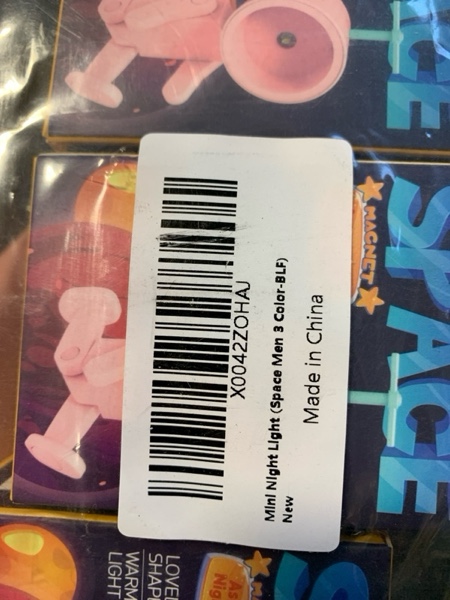 X0042ZOHAJ
Mini Night Light (Space Men 3 Color-BLF)
New
Made in China
MAGNET
SPACE
ACE
LOVE
SHAP
WARM
LIGHT
S